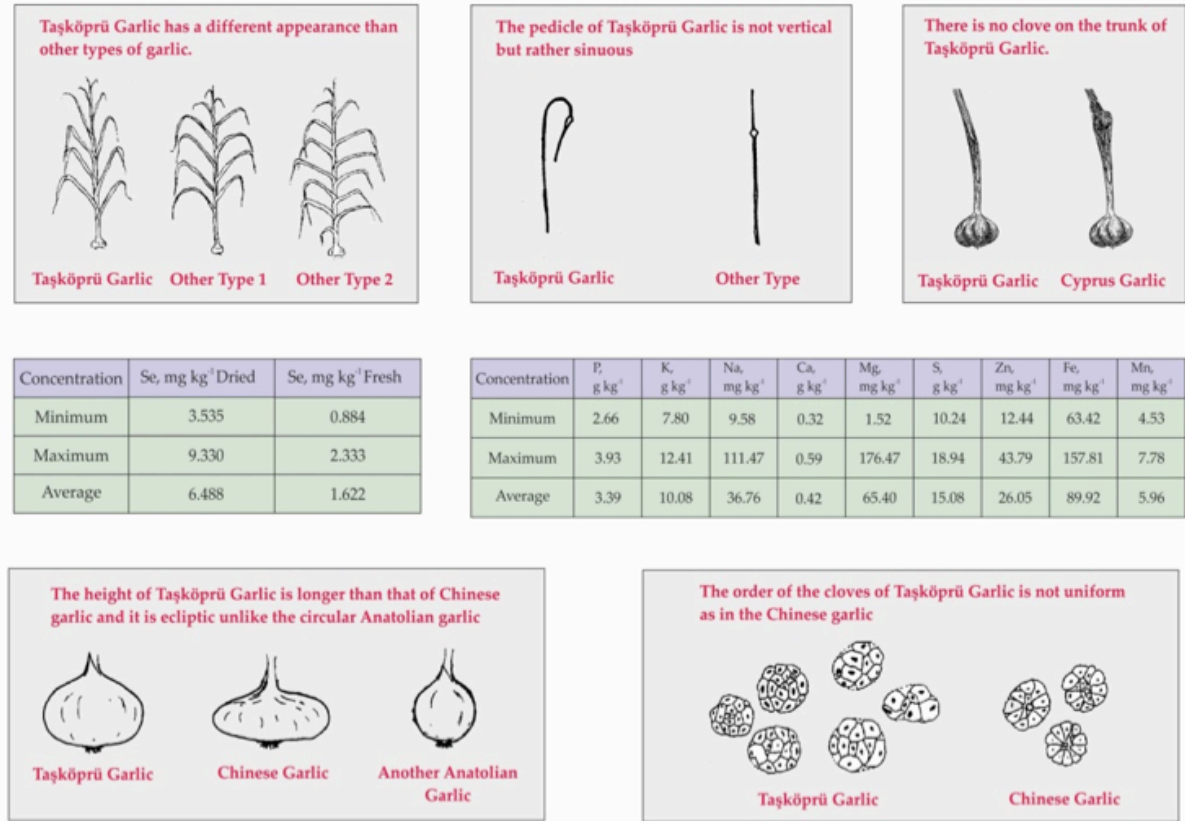 Taşköprü Garlic has a different appearance than
other types of garlic.
Taşköprü Garlic Other Type 1 Other Type 2
The pedicle of Taşköprü Garlic is not vertical
but rather sinuous
Taşköprü Garlic Other Type
There is no clove on the trunk of
Taşköprü Garlic.
Taşköprü Garlic Cyprus Garlic
Concentration Se, mg kg⁻¹ Dried Se, mg kg⁻¹ Fresh
Minimum 3.535 0.884
Maximum 9.330 2.333
Average 6.488 1.622
Concentration P, g kg⁻¹ K, g kg⁻¹ Na, mg kg⁻¹ Ca, g kg⁻¹ Mg, mg kg⁻¹ S, g kg⁻¹ Zn, mg kg⁻¹ Fe, mg kg⁻¹ Mn, mg kg⁻¹
Minimum 2.66 7.80 9.58 0.32 1.52 10.24 12.44 63.42 4.53
Maximum 3.93 12.41 111.47 0.59 176.47 18.94 43.79 157.81 7.78
Average 3.39 10.08 36.76 0.42 65.40 15.08 26.05 89.92 5.96
The height of Taşköprü Garlic is longer than that of Chinese
garlic and it is ecliptic unlike the circular Anatolian garlic
Taşköprü Garlic Chinese Garlic Another Anatolian
Garlic
The order of the cloves of Taşköprü Garlic is not uniform
as in the Chinese garlic
Taşköprü Garlic Chinese Garlic